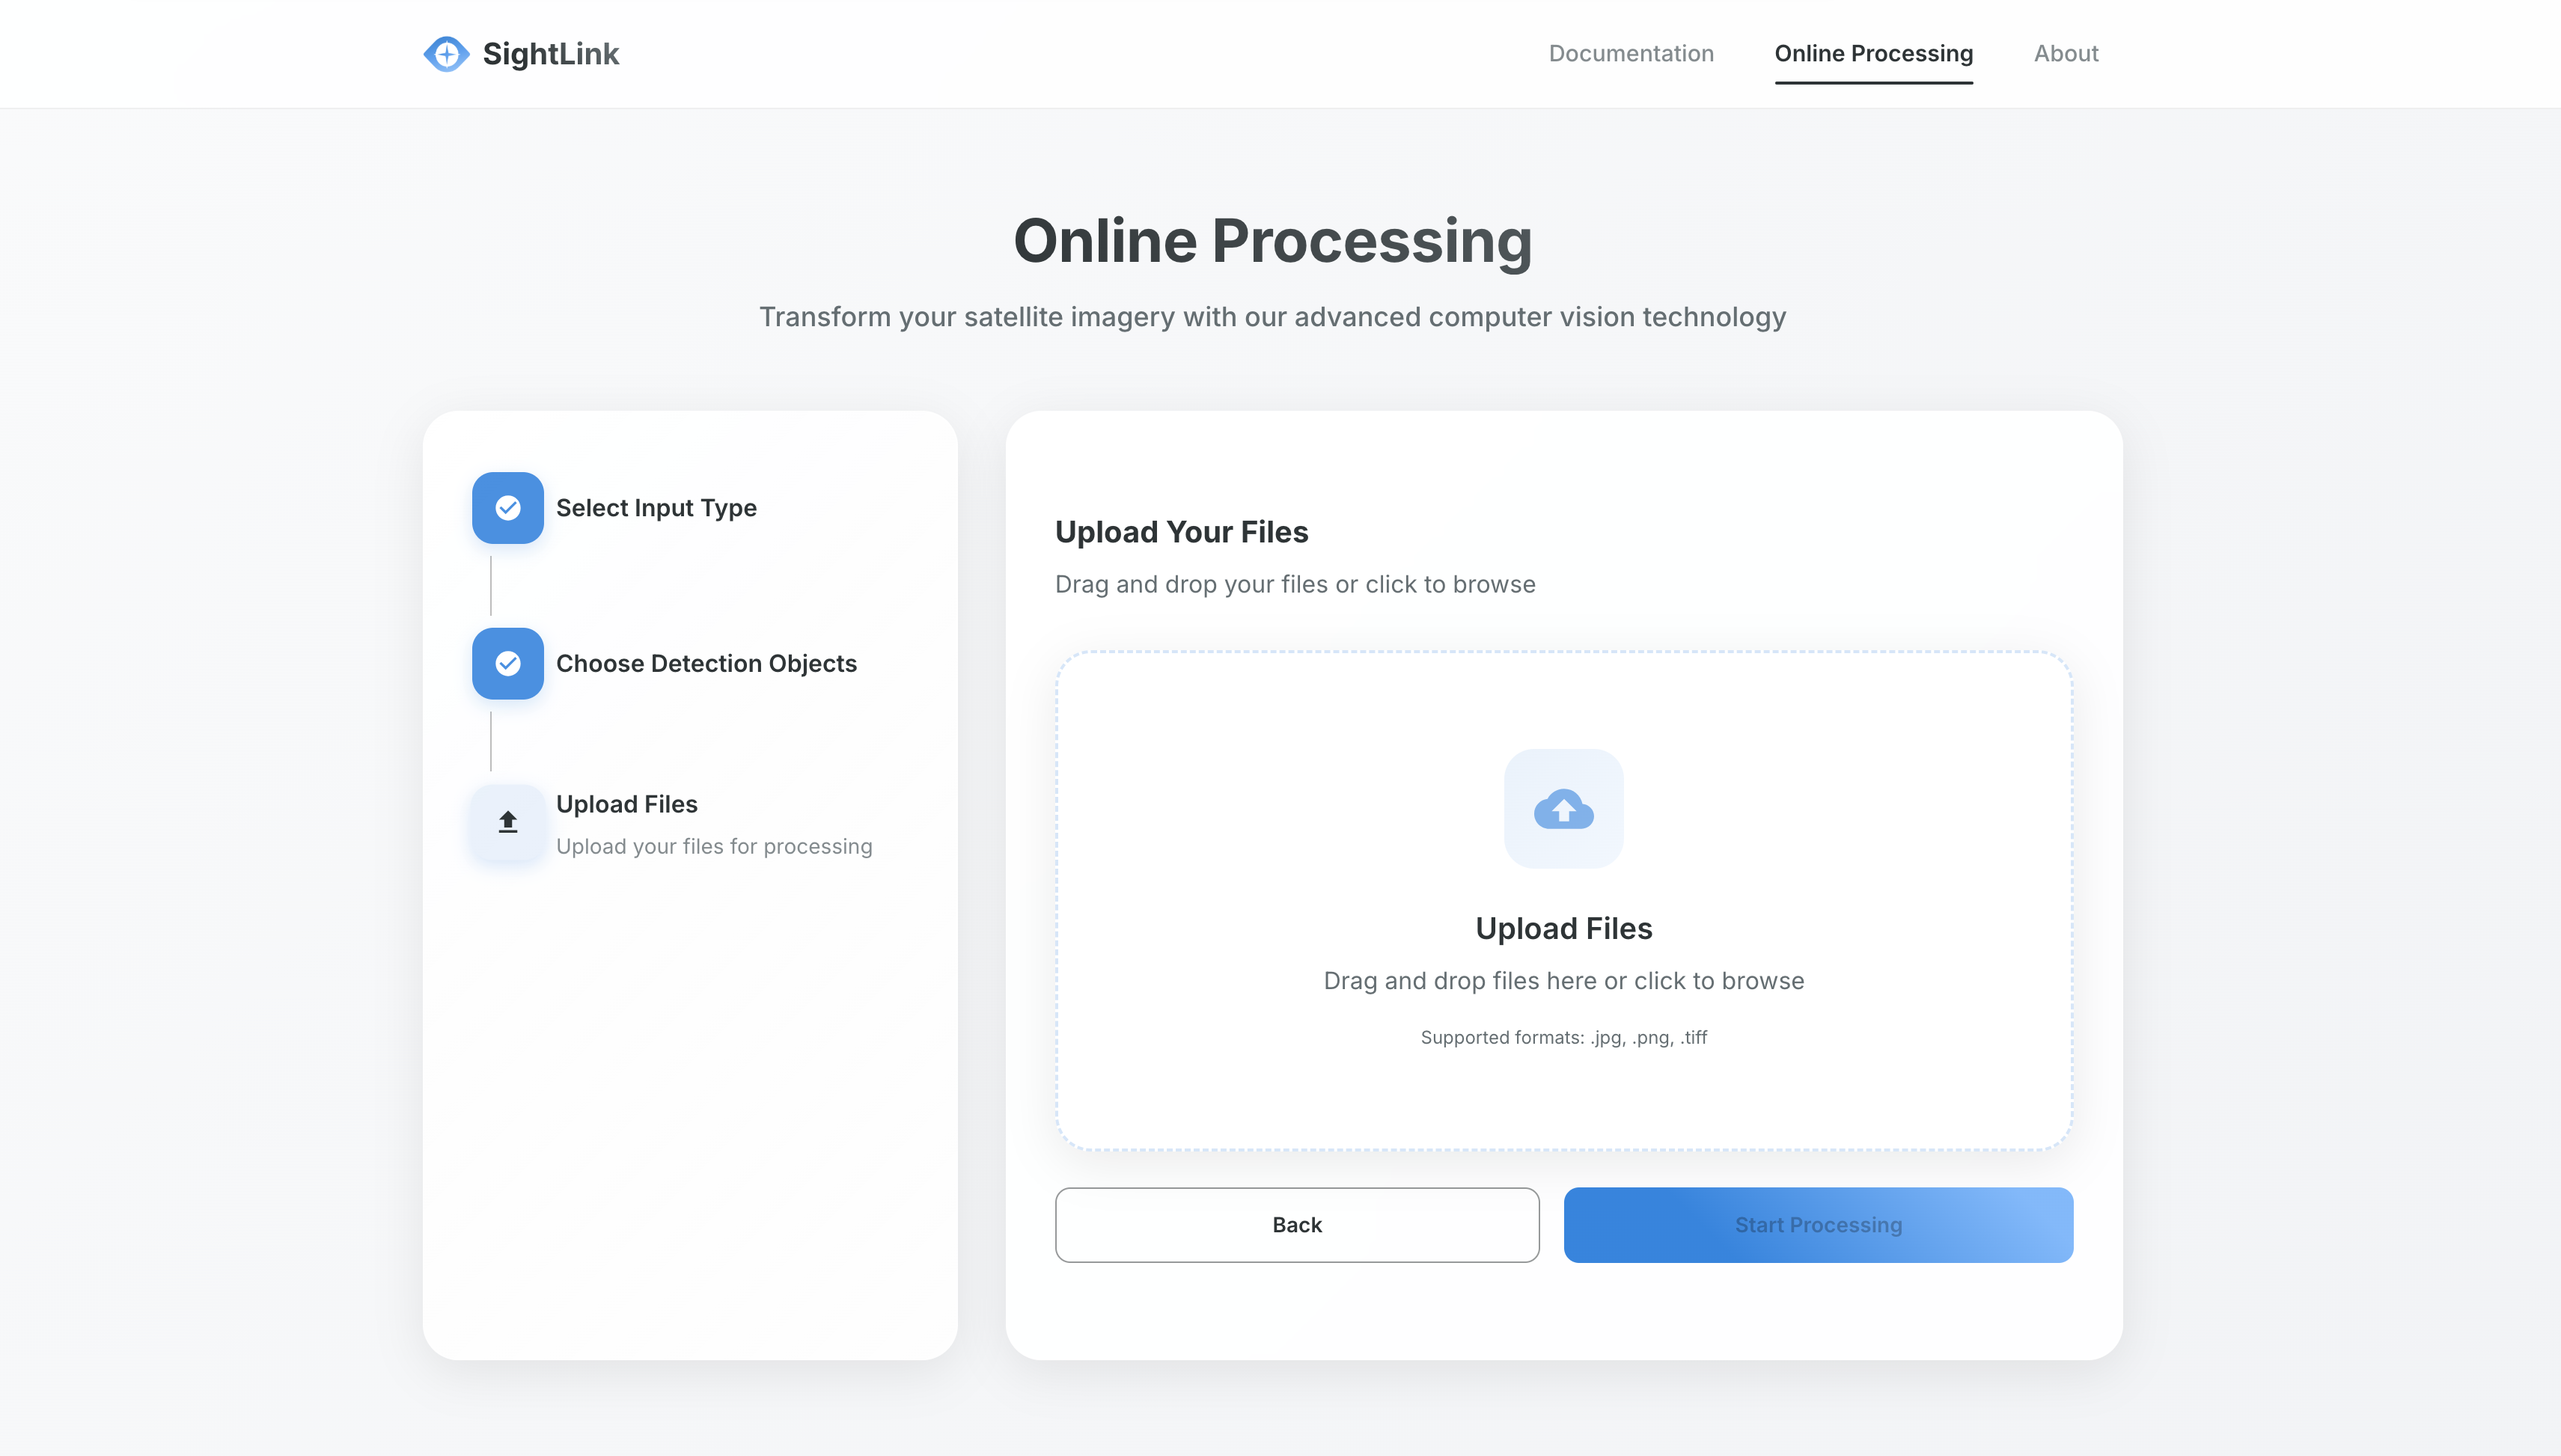 SightLink
Documentation
Online Processing
About
Online Processing
Transform your satellite imagery with our advanced computer vision technology
Select Input Type
Choose Detection Objects
Upload Files
Upload your files for processing
Upload Your Files
Drag and drop your files or click to browse
Upload Files
Drag and drop files here or click to browse
Supported formats: .jpg, .png, .tiff
Back
Start Processing